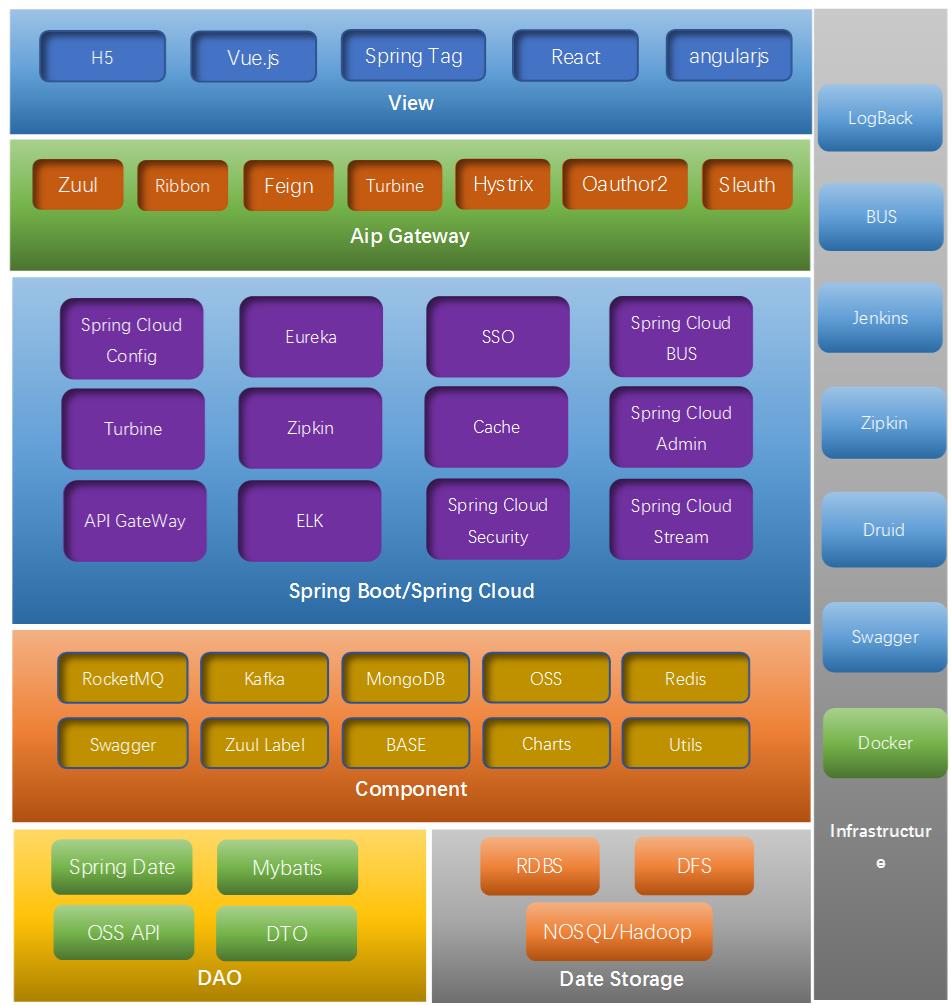 H5
Vue.js
Spring Tag
React
angularjs
View
Zuul
Ribbon
Feign
Turbine
Hystrix
Oauthor2
Sleuth
Aip Gateway
Spring Cloud
Config
Eureka
SSO
Spring Cloud
BUS
Turbine
Zipkin
Cache
Spring Cloud
Admin
API GateWay
ELK
Spring Cloud
Security
Spring Cloud
Stream
Spring Boot/Spring Cloud
RocketMQ
Kafka
MongoDB
OSS
Redis
Swagger
Zuul Label
BASE
Charts
Utils
Component
Spring Date
Mybatis
OSS API
DTO
DAO
RDBS
DFS
NOSQL/Hadoop
Date Storage
LogBack
BUS
Jenkins
Zipkin
Druid
Swagger
Docker
Infrastructur
e